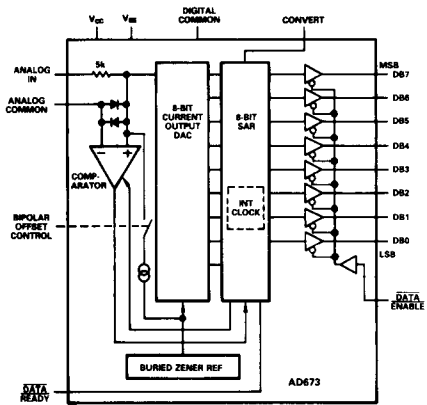 VCC
VEE
DIGITAL
COMMON
CONVERT
ANALOG
IN
5k
ANALOG
COMMON
8-BIT
CURRENT
OUTPUT
DAC
8-BIT
SAR
MSB
DB7
DB6
DB5
DB4
DB3
DB2
DB1
DB0
LSB
–
+
COMP-
ARATOR
INT
CLOCK
BIPOLAR
OFFSET
CONTROL
DATA
ENABLE
BURIED ZENER REF
DATA
READY
AD673